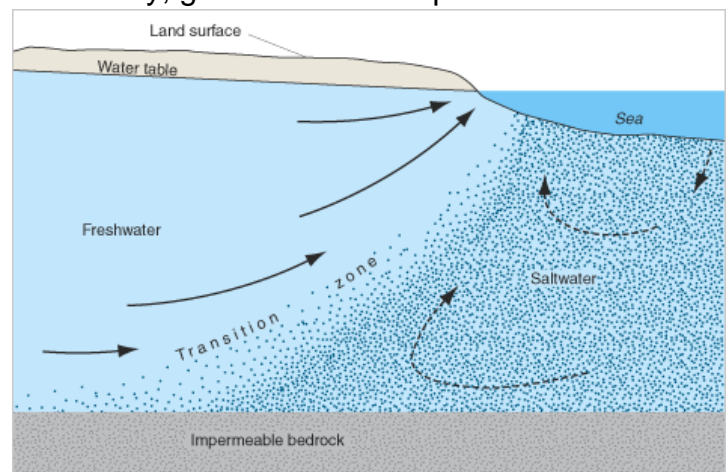 Land surface
Water table
Sea
Freshwater
Transition zone
Saltwater
Impermeable bedrock